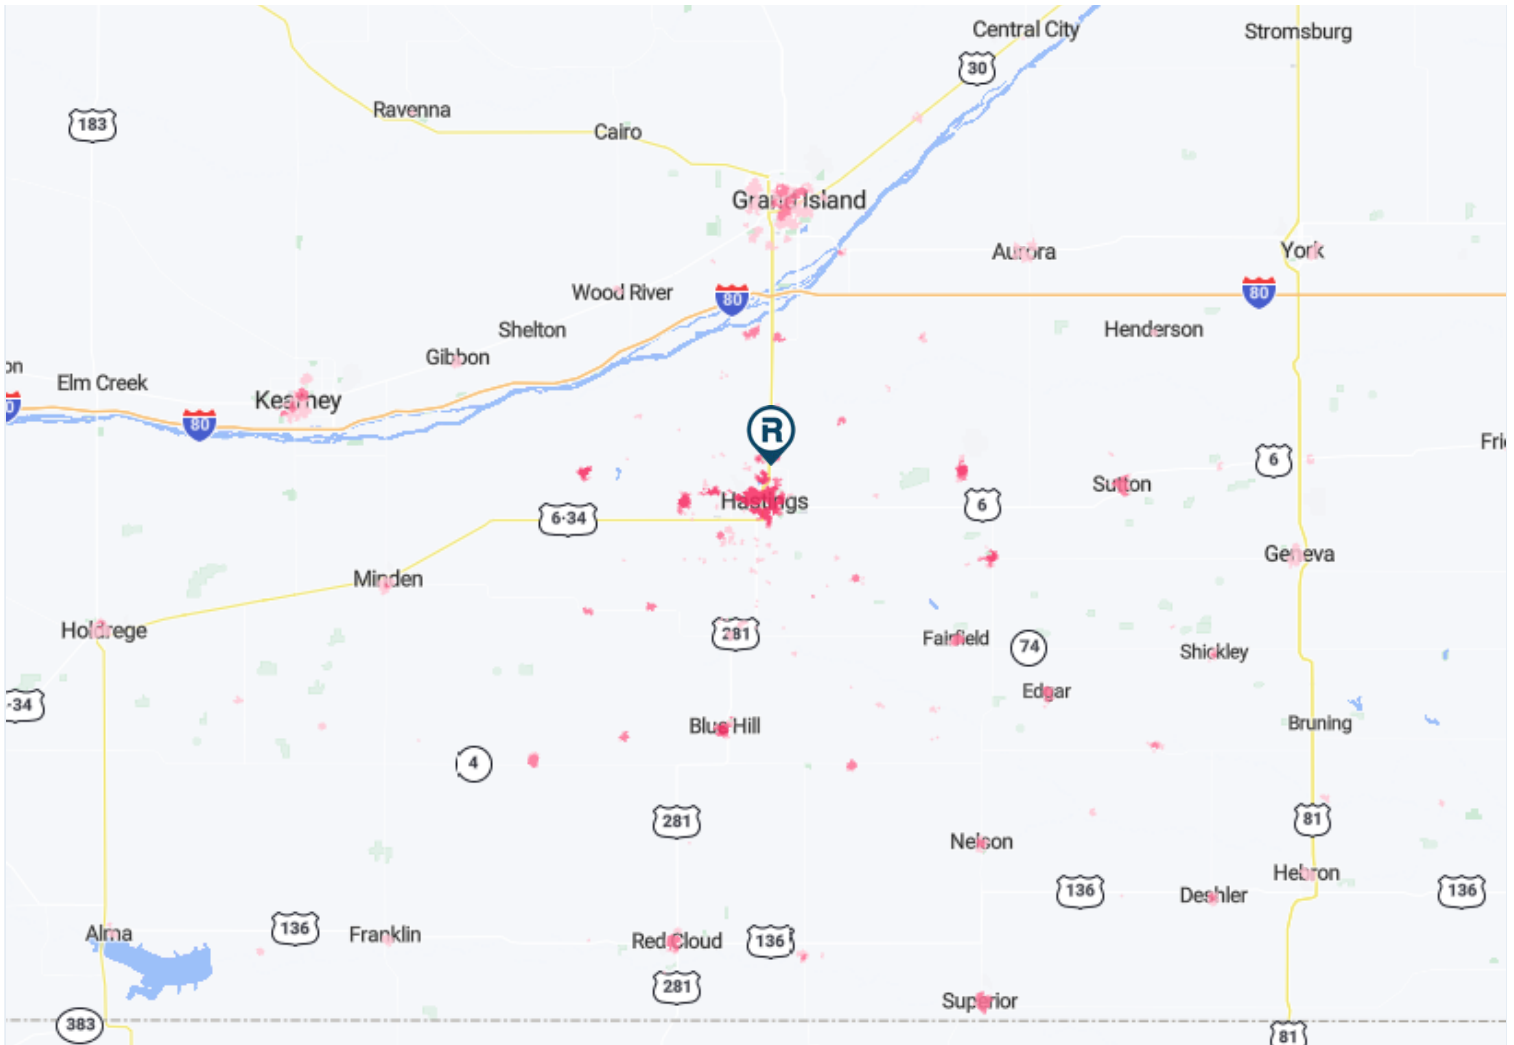 Central City
Stromsburg
30
Ravenna
183
Cairo
Grand Island
Aurora
York
Wood River
80
80
Shelton
Henderson
Gibbon
on
Elm Creek
Kearney
0
80
R
Fri
6
Sutton
Hastings
6
6-34
Geneva
Minden
Holdrege
281
Fairfield
74
Shickley
Edgar
-34
Blue Hill
Bruning
4
281
81
Nelson
Hebron
136
Deshler
136
Alma
136
Franklin
Red Cloud
136
281
Superior
383
81